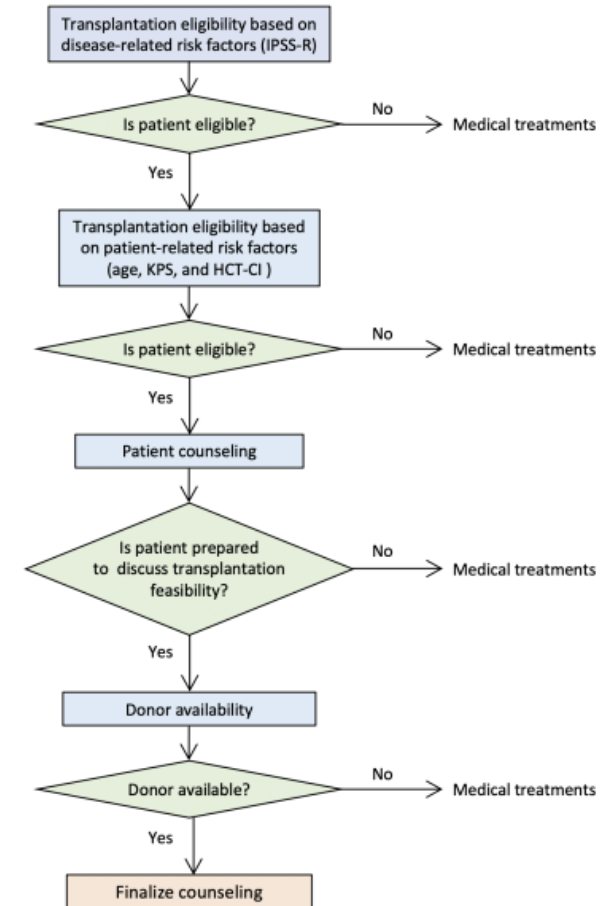 Transplantation eligibility based on
disease-related risk factors (IPSS-R)
Is patient eligible?
No
Medical treatments
Yes
Transplantation eligibility based
on patient-related risk factors
(age, KPS, and HCT-CI )
Is patient eligible?
No
Medical treatments
Yes
Patient counseling
Is patient prepared
to discuss transplantation
feasibility?
No
Medical treatments
Yes
Donor availability
Donor available?
No
Medical treatments
Yes
Finalize counseling